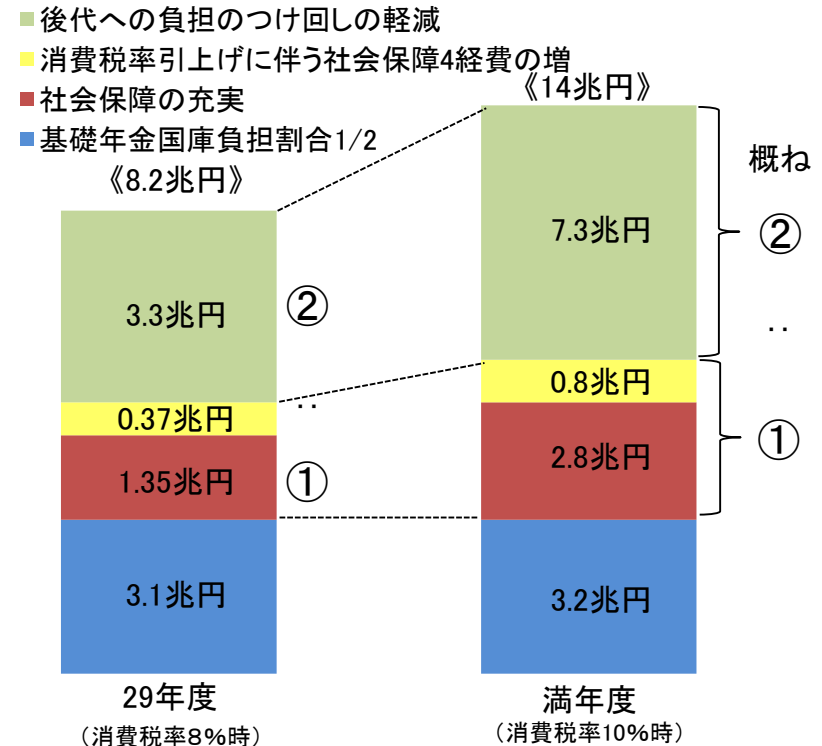 ■後代への負担のつけ回しの軽減
■消費税率引上げに伴う社会保障4経費の増
■社会保障の充実
■基礎年金国庫負担割合1/2
《8.2兆円》
《14兆円》
概ね
3.3兆円
②
7.3兆円
②
‥
‥
0.37兆円
0.8兆円
1.35兆円
①
2.8兆円
①
3.1兆円
3.2兆円
29年度
(消費税率8%時)
満年度
(消費税率10%時)